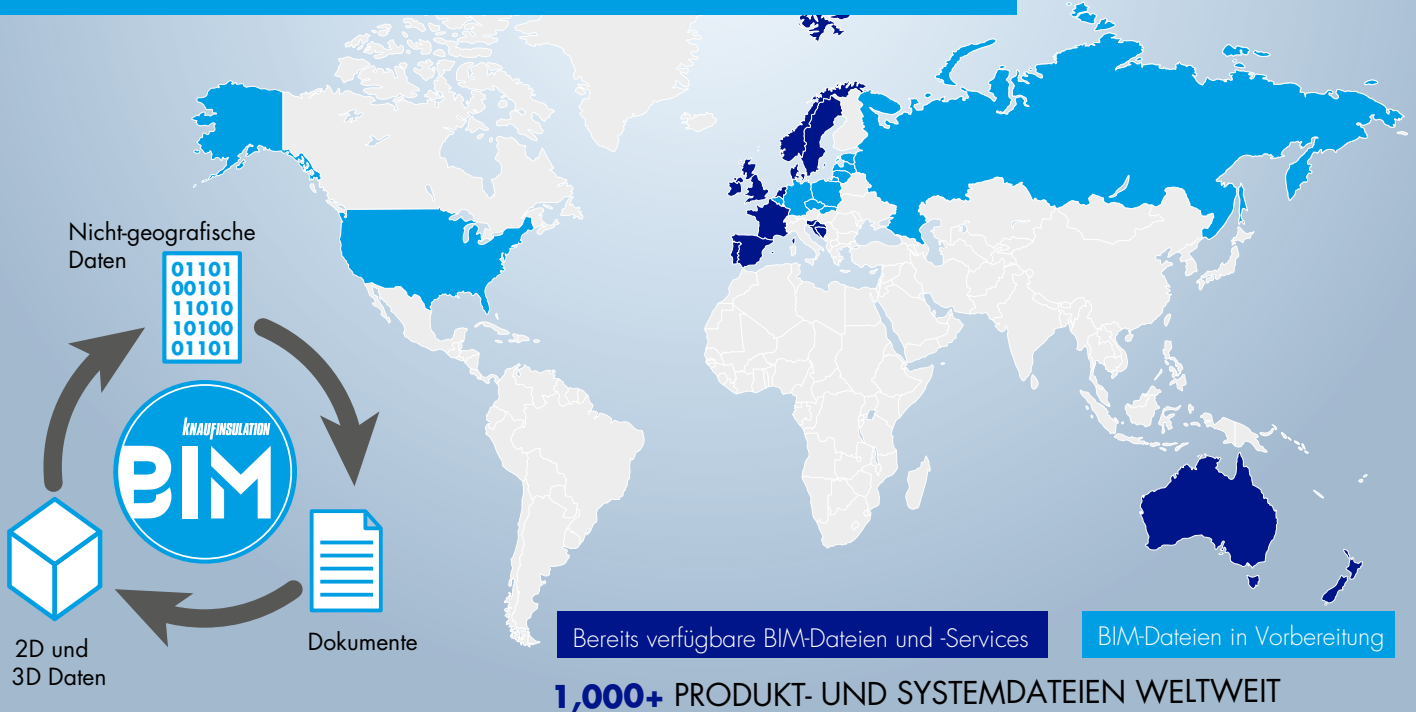 Nicht-geografische
Daten
01101
00101
11010
10100
01101
KNAUFINSULATION
BIM
2D und
3D Daten
Dokumente
Bereits verfügbare BIM-Dateien und -Services
BIM-Dateien in Vorbereitung
1,000+ PRODUKT- UND SYSTEMDATEIEN WELTWEIT